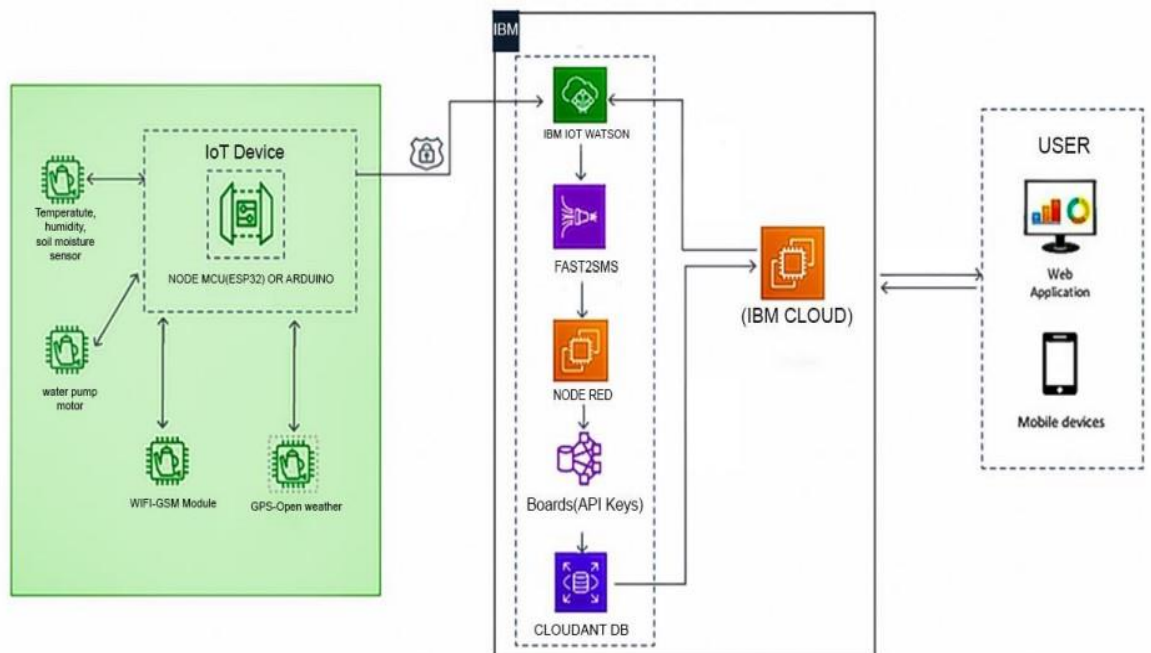 IBM
IoT Device
NODE MCU(ESP32) OR ARDUINO
Temperatute,
humidity,
soil moisture
sensor
water pump
motor
WIFI-GSM Module
GPS-Open weather
IBM IOT WATSON
FAST2SMS
NODE RED
Boards(API Keys)
CLOUDANT DB
(IBM CLOUD)
USER
Web
Application
Mobile devices